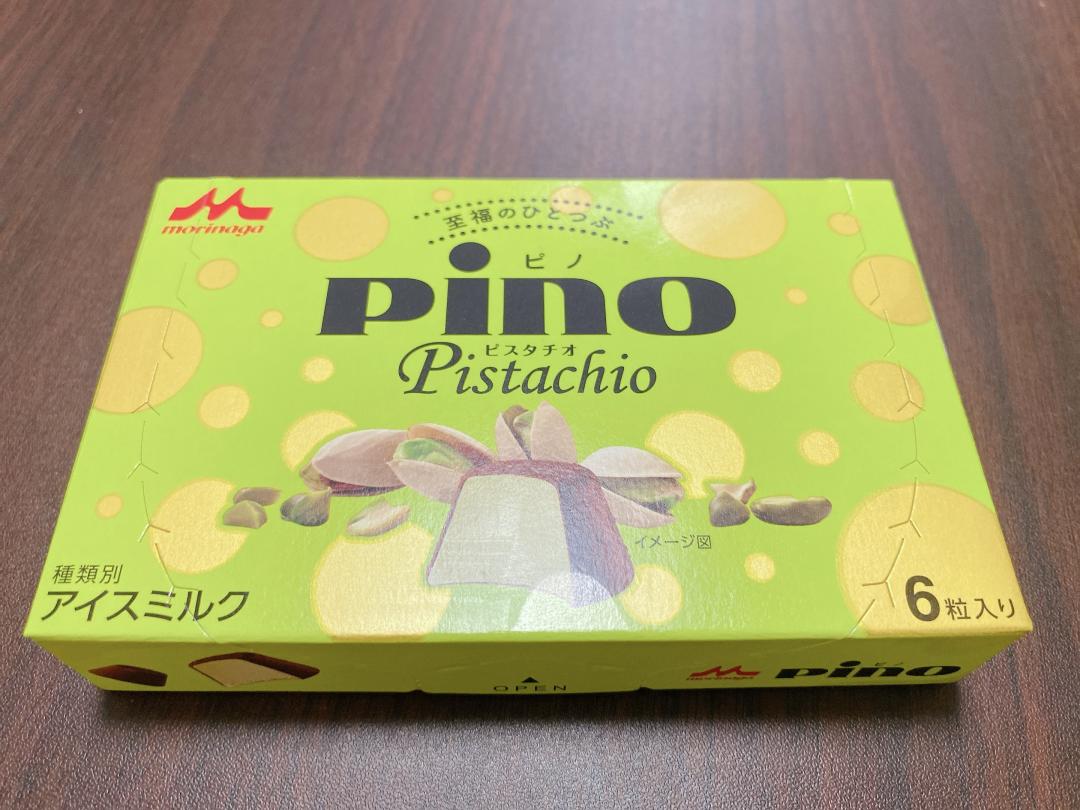 morinaga
至福のひとつぶ
ピノ
pino
ピスタチオ
Pistachio
イメージ図
種類別
アイスミルク
6粒入り
OPEN
morinaga
ピノ
pino